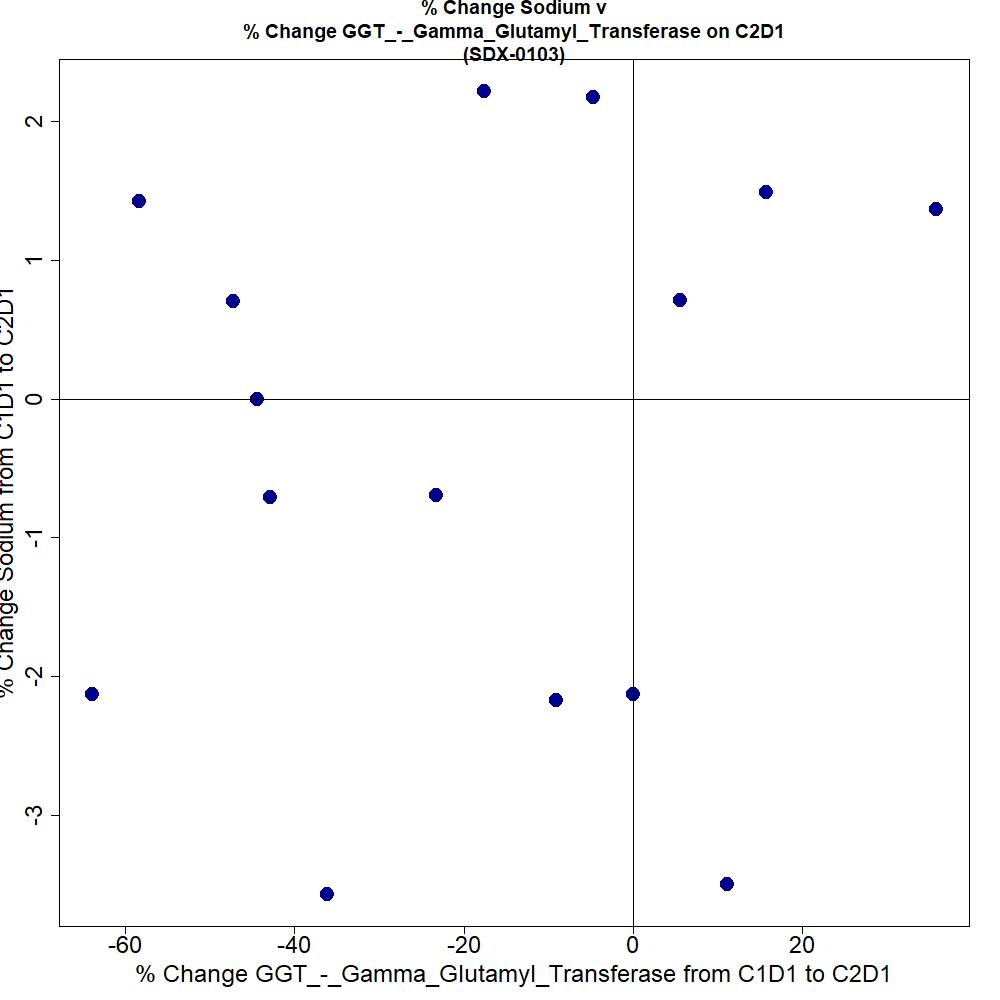 % Change Sodium v
% Change GGT_-_Gamma_Glutamyl_Transferase on C2D1
(SDX-0103)
2
1
0
-1
-2
-3
% Change Sodium from C1D1 to C2D1
-60
-40
-20
0
20
% Change GGT_-_Gamma_Glutamyl_Transferase from C1D1 to C2D1